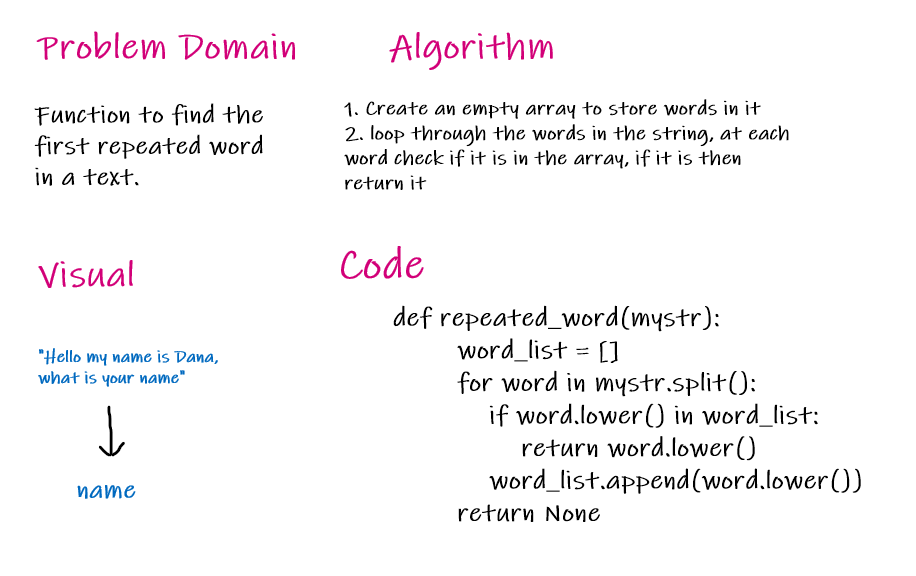 Problem Domain
Function to find the
first repeated word
in a text.
Algorithm
1. Create an empty array to store words in it
2. loop through the words in the string, at each
word check if it is in the array, if it is then
return it
Visual
"Hello my name is Dana,
what is your name"
name
Code
def repeated_word(mystr):
word_list = []
for word in mystr.split():
if word.lower() in word_list:
return word.lower()
word_list.append(word.lower())
return None